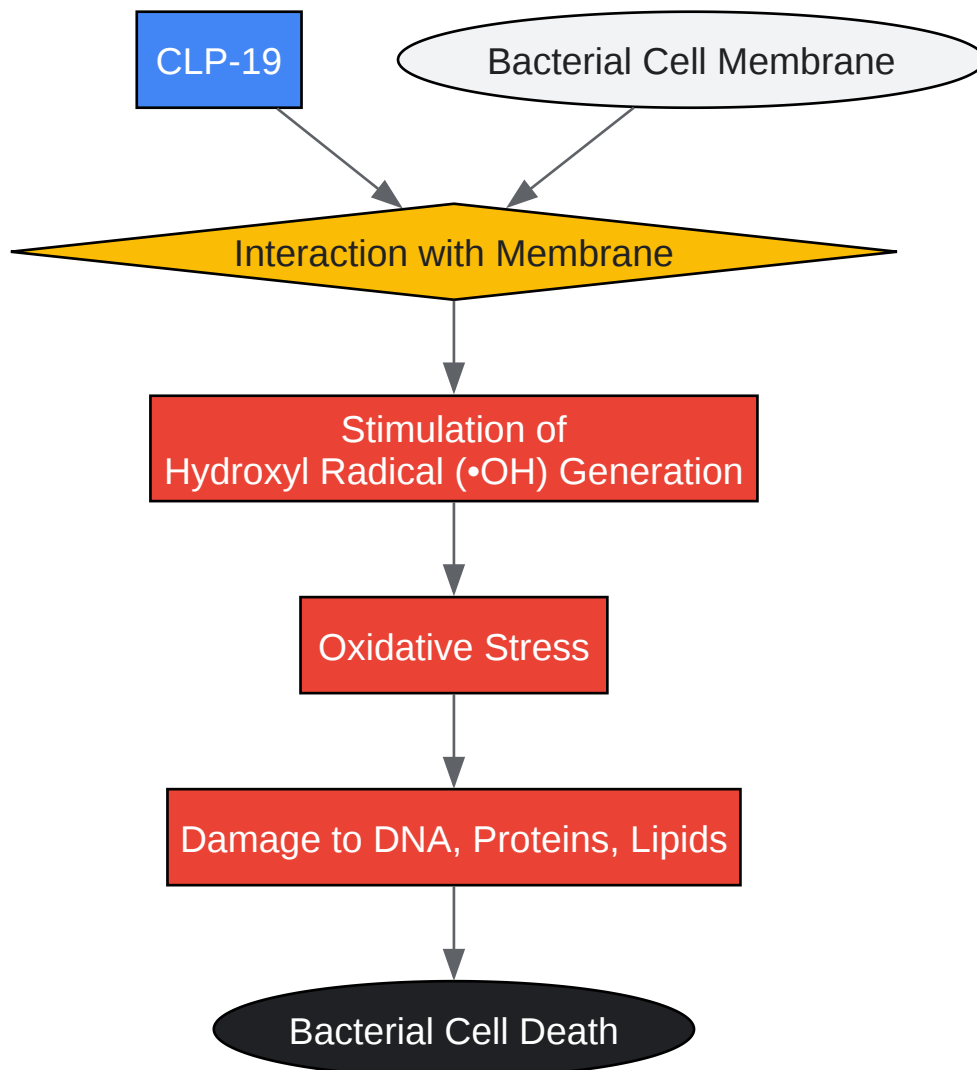 CLP-19
Bacterial Cell Membrane
Interaction with Membrane
Stimulation of
Hydroxyl Radical (•OH) Generation
Oxidative Stress
Damage to DNA, Proteins, Lipids
Bacterial Cell Death